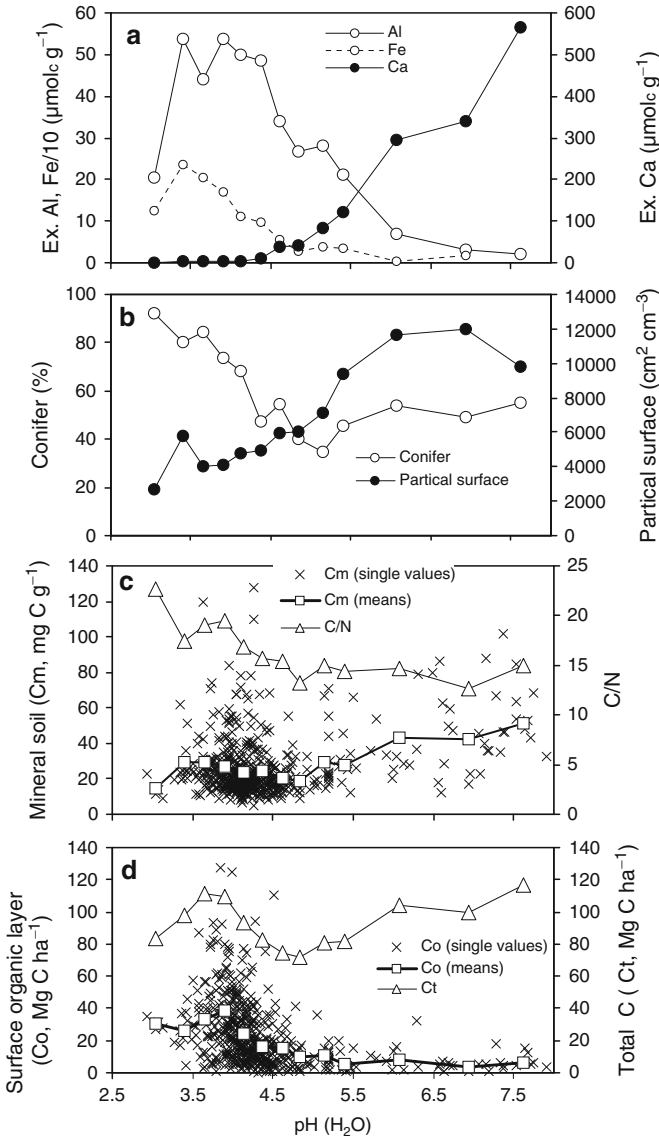 a
Al
Fe
Ca
60
50
40
30
20
10
0
Ex. Al, Fe/10 (μmolc g⁻¹)
600
500
400
300
200
100
0
Ex. Ca (μmolc g⁻¹)
b
100
80
60
40
20
0
Conifer (%)
Conifer
Partical surface
14000
12000
10000
8000
6000
4000
2000
0
Partical surface (cm² cm⁻³)
c
Cm (single values)
Cm (means)
C/N
140
120
100
80
60
40
20
0
Mineral soil (Cm, mg C g⁻¹)
25
20
15
10
5
0
C/N
d
Co (single values)
Co (means)
Ct
140
120
100
80
60
40
20
0
Surface organic layer
(Co, Mg C ha⁻¹)
140
120
100
80
60
40
20
0
Total C ( Ct, Mg C ha⁻¹)
2.5
3.5
4.5
5.5
6.5
7.5
pH (H₂O)